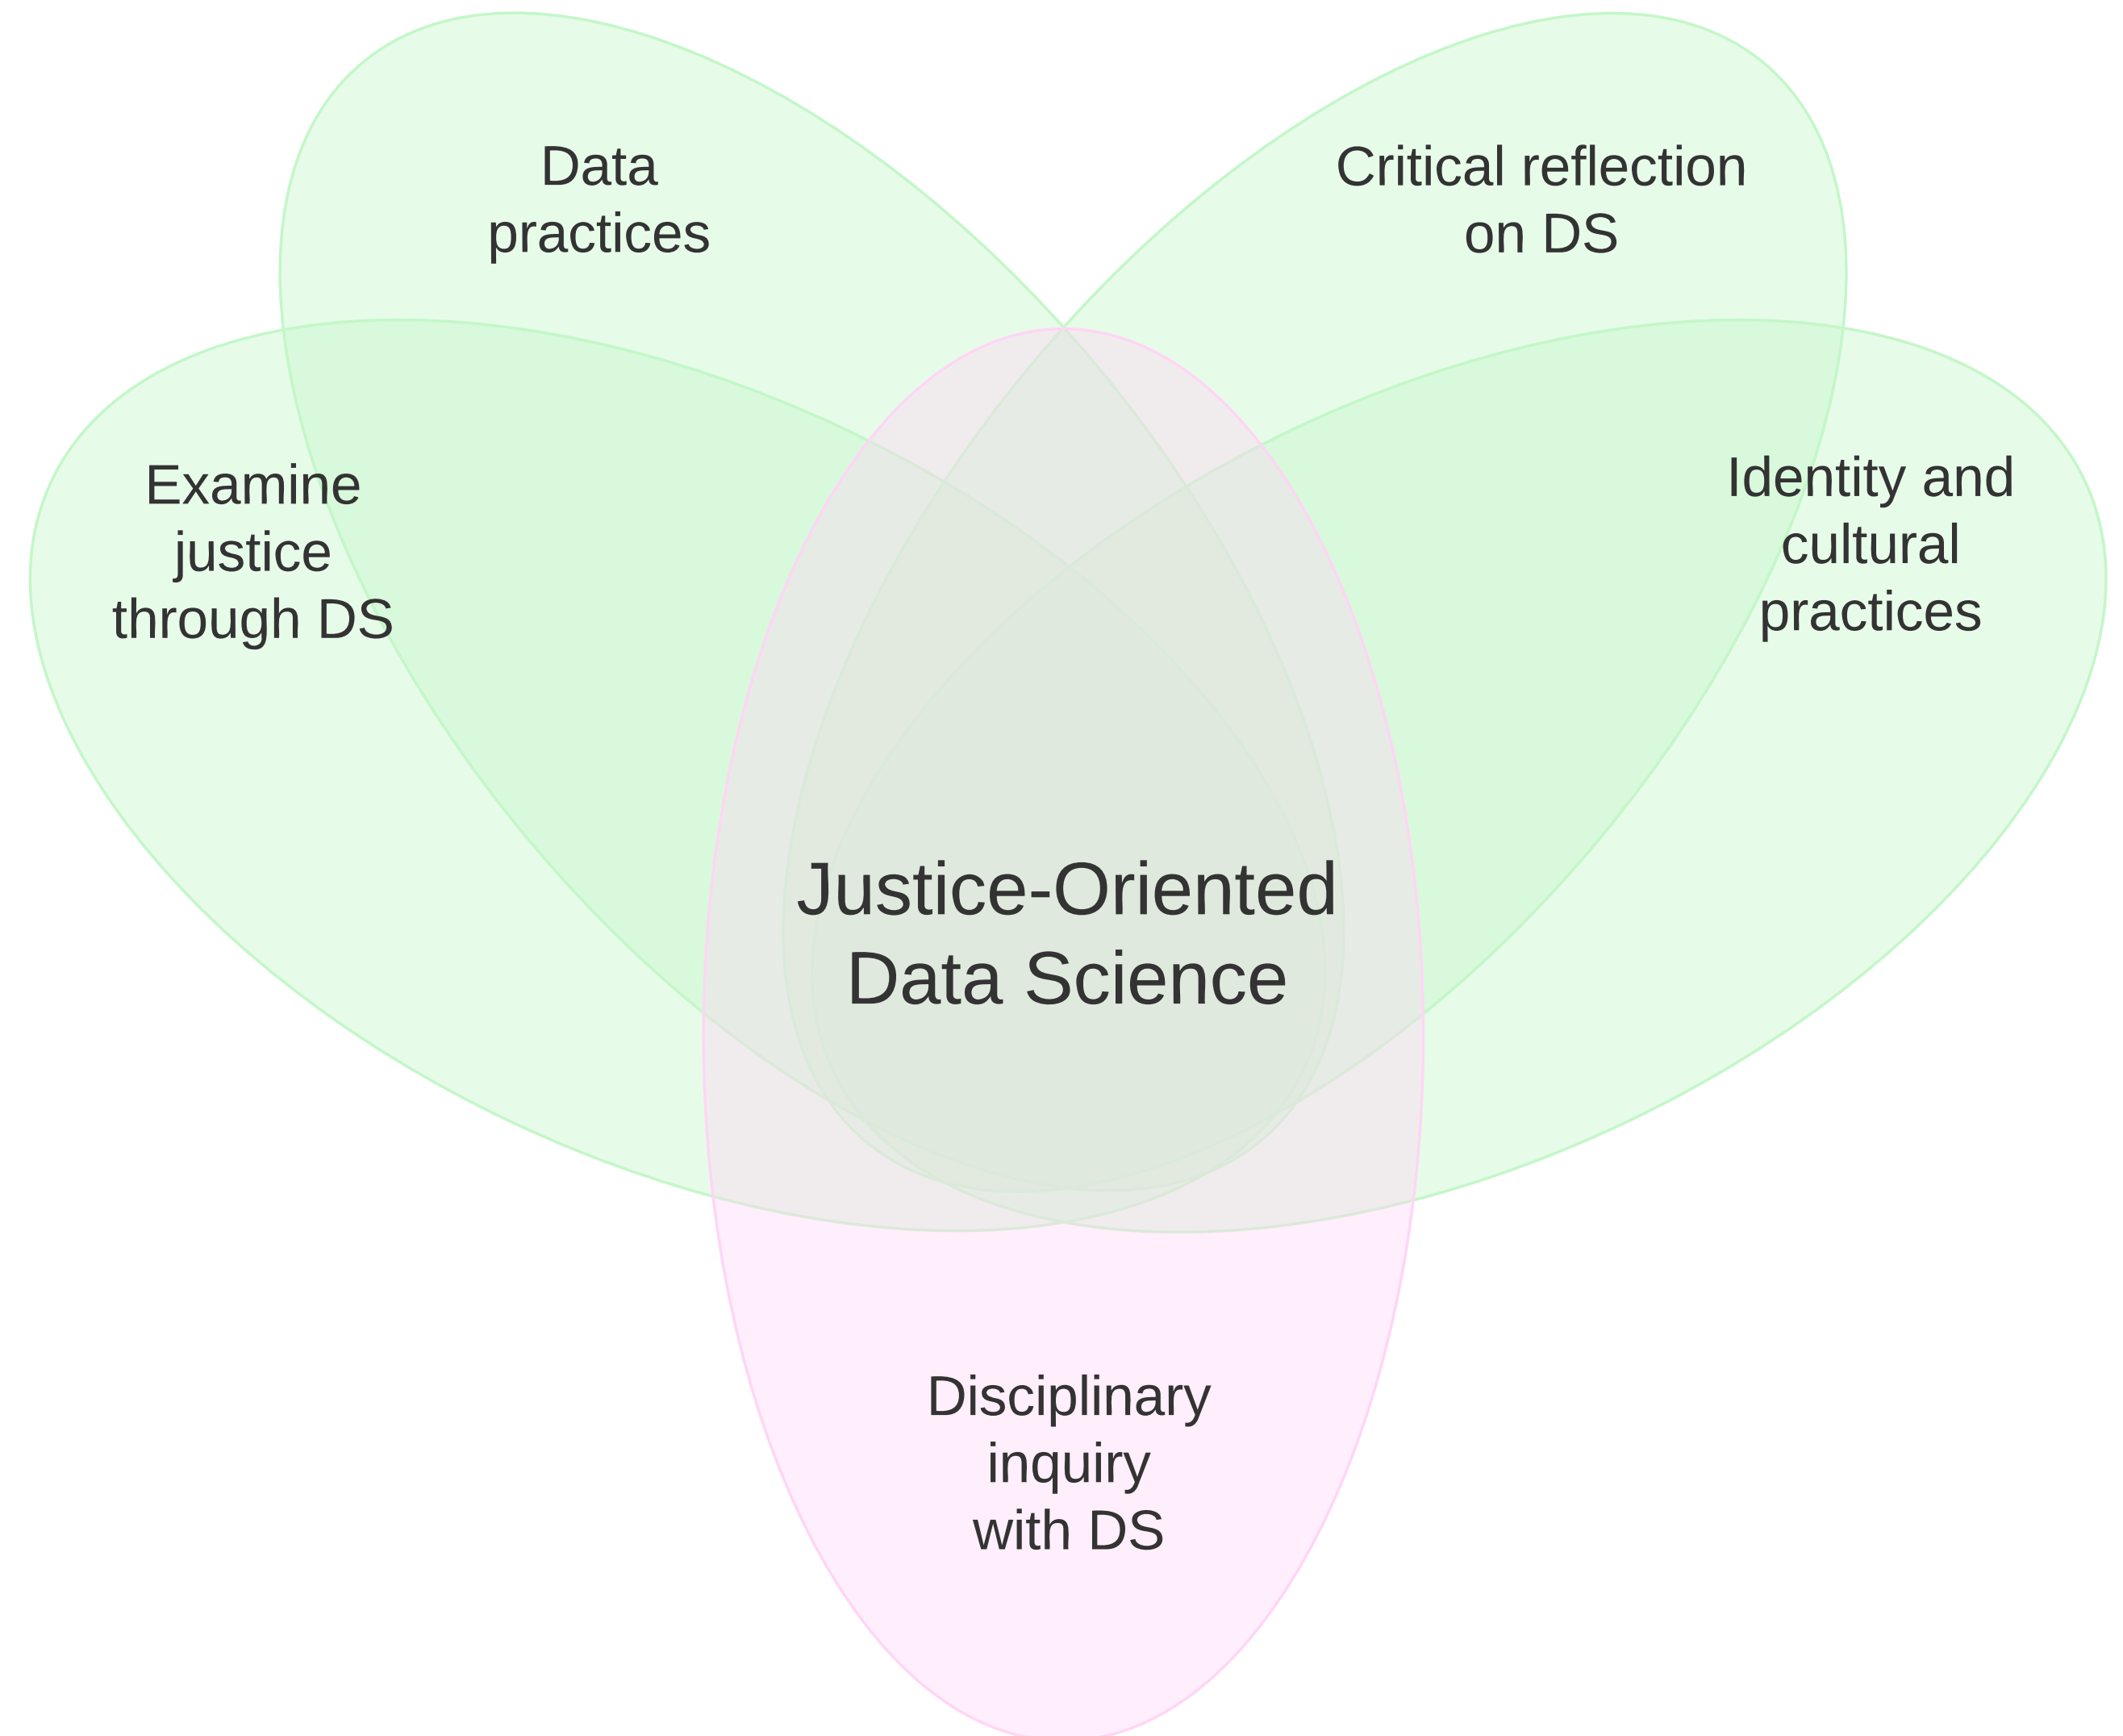 Data
practices
Critical reflection
on DS
Examine
justice
through DS
Identity and
cultural
practices
Justice-Oriented
Data Science
Disciplinary
inquiry
with DS